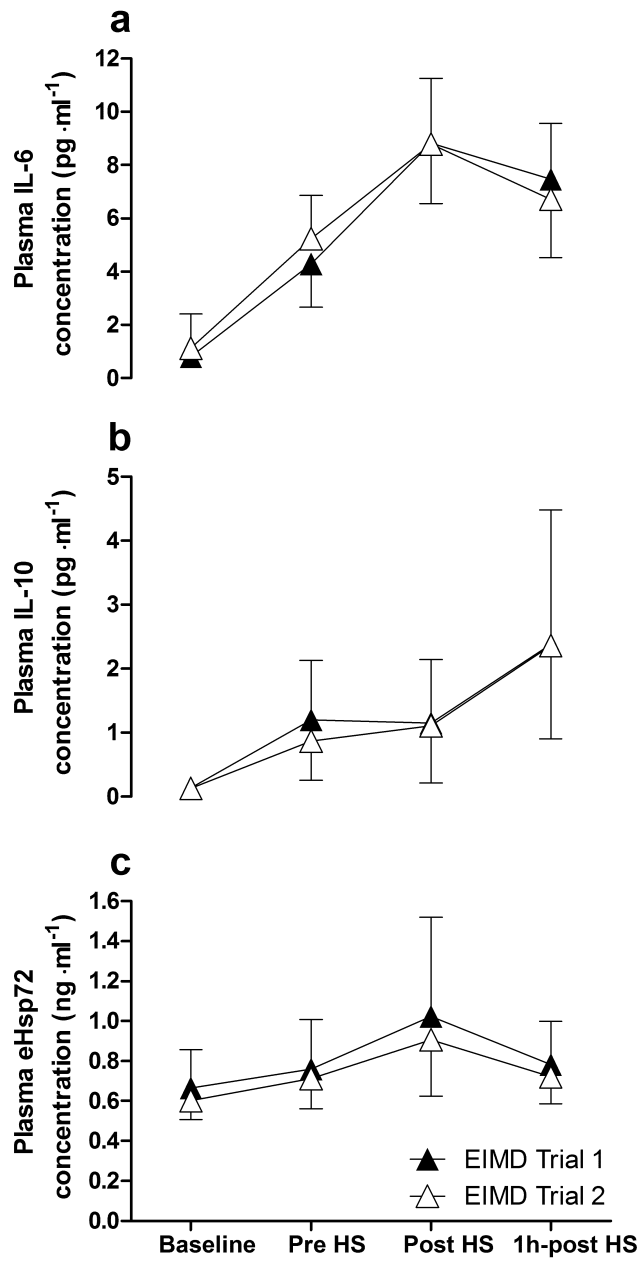 a
12
10
8
6
4
2
0
Plasma IL-6
concentration (pg·ml-1)
b
5
4
3
2
1
0
Plasma IL-10
concentration (pg·ml-1)
c
1.6
1.4
1.2
1.0
0.8
0.6
0.4
0.2
0.0
Plasma eHsp72
concentration (ng·ml-1)
EIMD Trial 1
EIMD Trial 2
Baseline Pre HS Post HS 1h-post HS